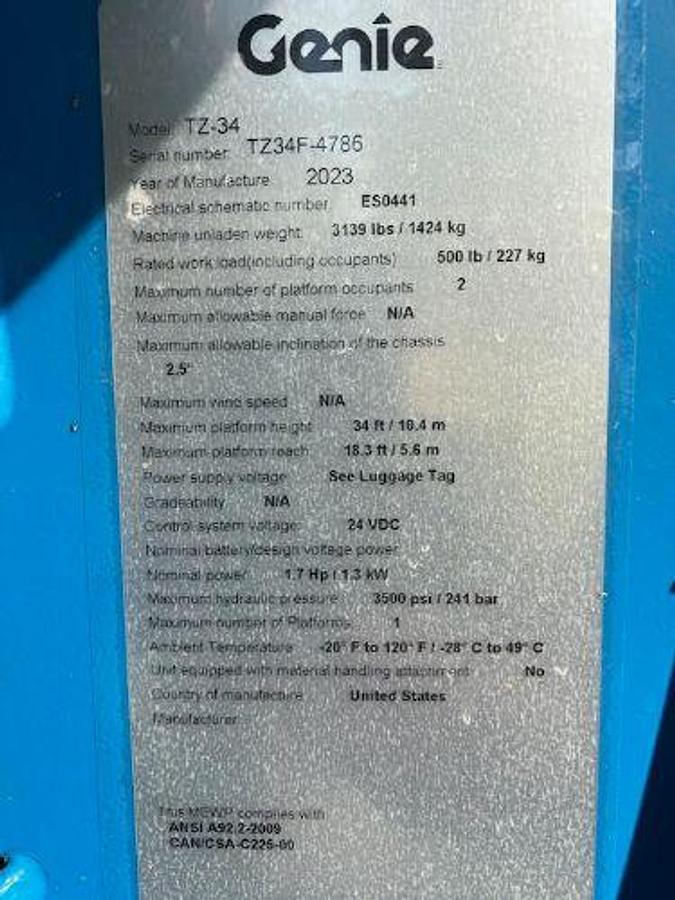 Genie
Model: TZ-34
Serial number: TZ34F-4786
Year of Manufacture 2023
Electrical schematic number ES0441
Machine unladen weight: 3139 lbs / 1424 kg
Rated work load(including occupants) 500 lb / 227 kg
Maximum number of platform occupants 2
Maximum allowable manual force N/A
Maximum allowable inclination of the chassis
2.5°
Maximum wind speed N/A
Maximum platform height 34 ft / 10.4 m
Maximum platform reach 18.3 ft / 5.6 m
Power supply voltage See Luggage Tag
Gradeability N/A
Control system voltage: 24 VDC
Nominal battery/design voltage power
Nominal power 1.7 Hp / 1.3 kW
Maximum hydraulic pressure 3500 psi / 241 bar
Maximum number of Platforms 1
Ambient Temperature -20° F to 120° F / -28° C to 49° C
Unit equipped with material handling attachment No
Country of manufacture United States
Manufacturer:
This MEWP complies with
ANSI A92.2-2009
CAN/CSA-C225-00